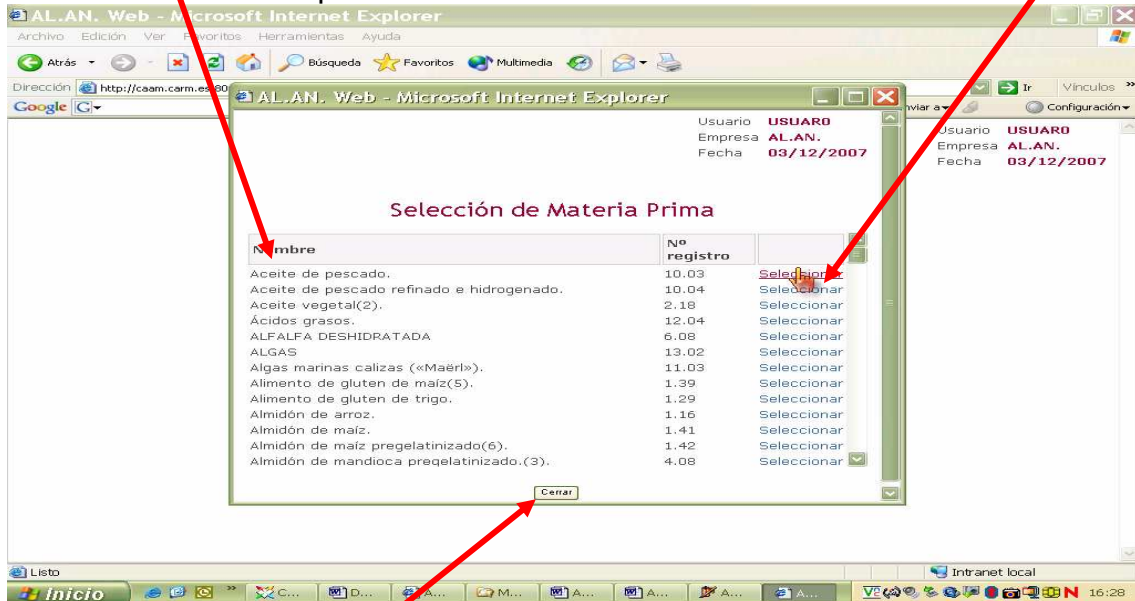 AL.AN. Web - Microsoft Internet Explorer
Archivo Edición Ver Favoritos Herramientas Ayuda
Atrás Búsqueda Favoritos Multimedia
Dirección http://caam.carm.es:80 Ir Vínculos »
Google G nviar a Configuración
AL.AN. Web - Microsoft Internet Explorer
Usuario USUAR0
Empresa AL.AN.
Fecha 03/12/2007
Usuario USUAR0
Empresa AL.AN.
Fecha 03/12/2007
Selección de Materia Prima
Nombre Nº registro
Aceite de pescado. 10.03 Seleccionar
Aceite de pescado refinado e hidrogenado. 10.04 Seleccionar
Aceite vegetal(2). 2.18 Seleccionar
Ácidos grasos. 12.04 Seleccionar
ALFALFA DESHIDRATADA 6.08 Seleccionar
ALGAS 13.02 Seleccionar
Algas marinas calizas («Maërl»). 11.03 Seleccionar
Alimento de gluten de maíz(5). 1.39 Seleccionar
Alimento de gluten de trigo. 1.29 Seleccionar
Almidón de arroz. 1.16 Seleccionar
Almidón de maíz. 1.41 Seleccionar
Almidón de maíz pregelatinizado(6). 1.42 Seleccionar
Almidón de mandioca pregelatinizado.(3). 4.08 Seleccionar
Cerrar
Listo Intranet local
Inicio » C... D... A... M... A... A... A... A... 16:28